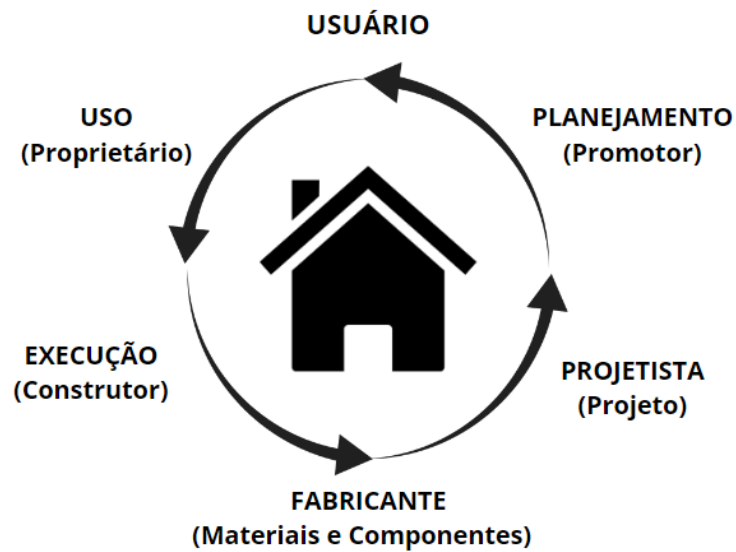 USUÁRIO
USO
(Proprietário)
PLANEJAMENTO
(Promotor)
EXECUÇÃO
(Construtor)
PROJETISTA
(Projeto)
FABRICANTE
(Materiais e Componentes)